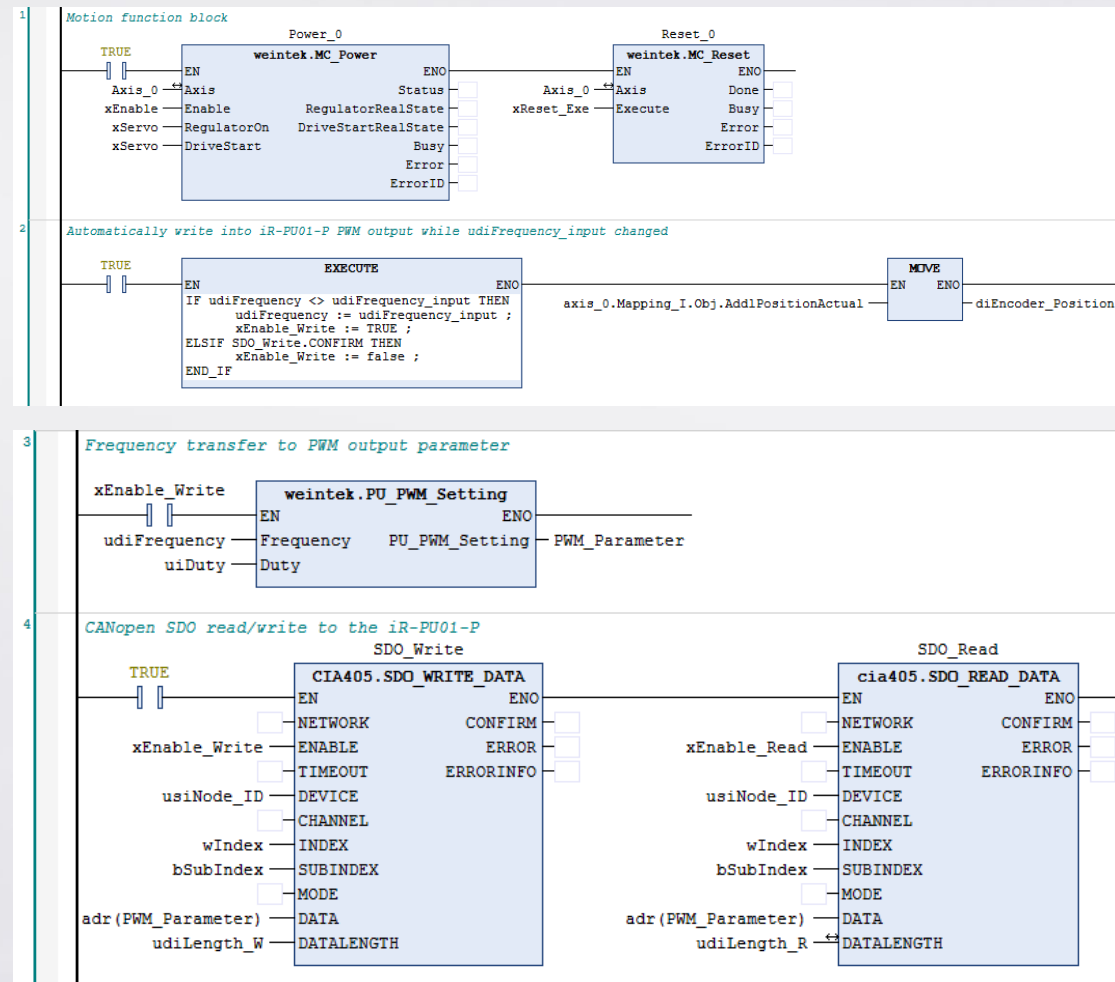 1
Motion function block
Power_0
Reset_0
TRUE
weintek.MC_Power
weintek.MC_Reset
EN ENO
EN ENO
Axis_0 Axis Status
Axis_0 Axis Done
xEnable Enable RegulatorRealState
xReset_Exe Execute Busy
xServo RegulatorOn DriveStartRealState
Error
xServo DriveStart Busy
ErrorID
Error
ErrorID
2
Automatically write into iR-PU01-P PWM output while udiFrequency_input changed
TRUE
EXECUTE
MOVE
EN ENO
EN ENO
IF udiFrequency <> udiFrequency_input THEN
udiFrequency := udiFrequency_input ;
xEnable_Write := TRUE ;
ELSIF SDO_Write.CONFIRM THEN
xEnable_Write := false ;
END_IF
axis_0.Mapping_I.Obj.AddlPositionActual
diEncoder_Position
3
Frequency transfer to PWM output parameter
xEnable_Write
weintek.PU_PWM_Setting
EN ENO
udiFrequency Frequency PU_PWM_Setting PWM_Parameter
uiDuty Duty
4
CANopen SDO read/write to the iR-PU01-P
SDO_Write
SDO_Read
TRUE
CIA405.SDO_WRITE_DATA
cia405.SDO_READ_DATA
EN ENO
EN ENO
NETWORK CONFIRM
NETWORK CONFIRM
xEnable_Write ENABLE ERROR
xEnable_Read ENABLE ERROR
TIMEOUT ERRORINFO
TIMEOUT ERRORINFO
usiNode_ID DEVICE
usiNode_ID DEVICE
CHANNEL
CHANNEL
wIndex INDEX
wIndex INDEX
bSubIndex SUBINDEX
bSubIndex SUBINDEX
MODE
MODE
adr(PWM_Parameter) DATA
adr(PWM_Parameter) DATA
udiLength_W DATALENGTH
udiLength_R DATALENGTH